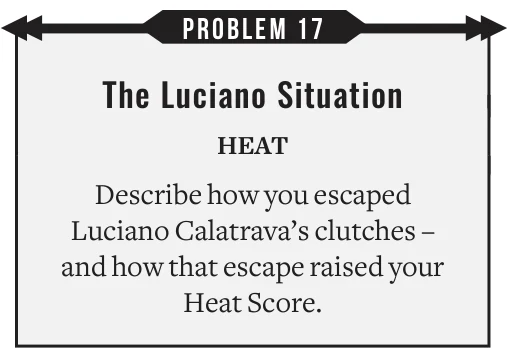 PROBLEM 17
The Luciano Situation
HEAT
Describe how you escaped
Luciano Calatrava’s clutches –
and how that escape raised your
Heat Score.